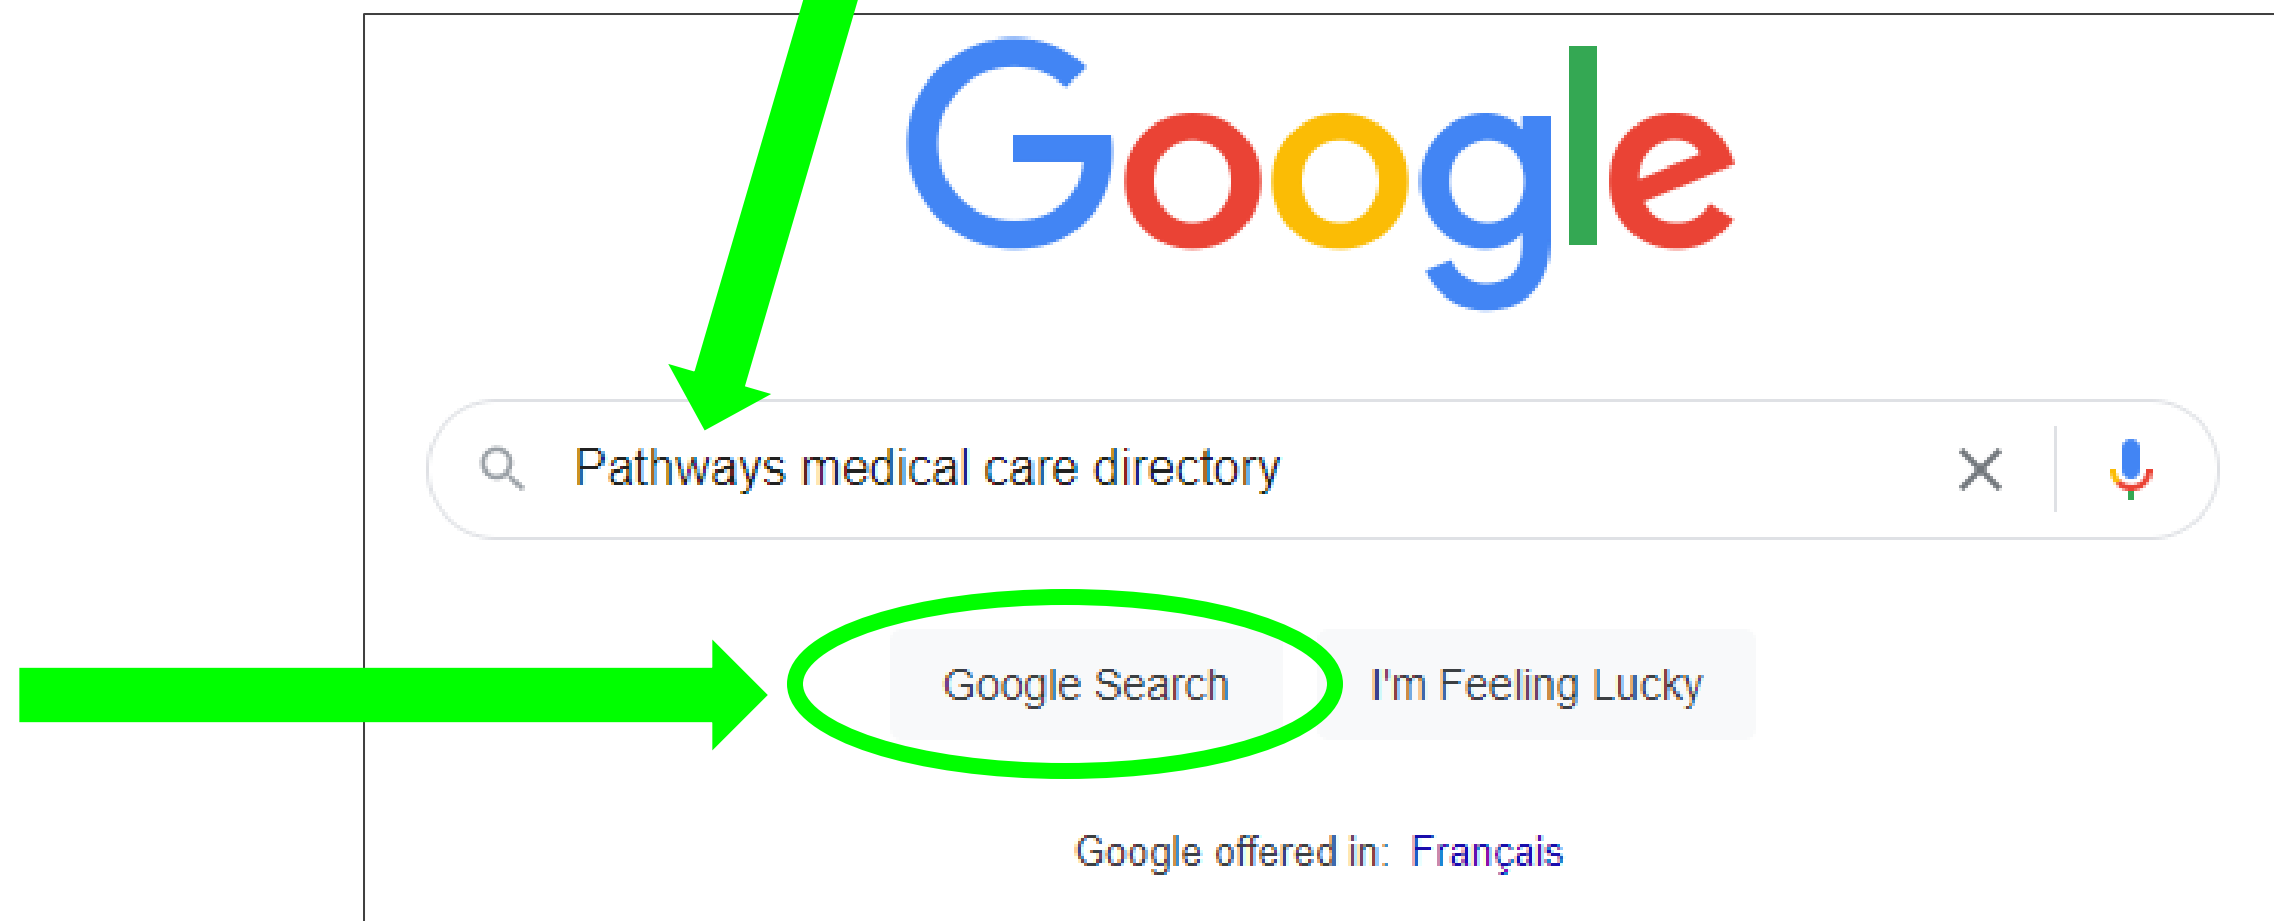 Google
Pathways medical care directory
Google Search I'm Feeling Lucky
Google offered in: Français